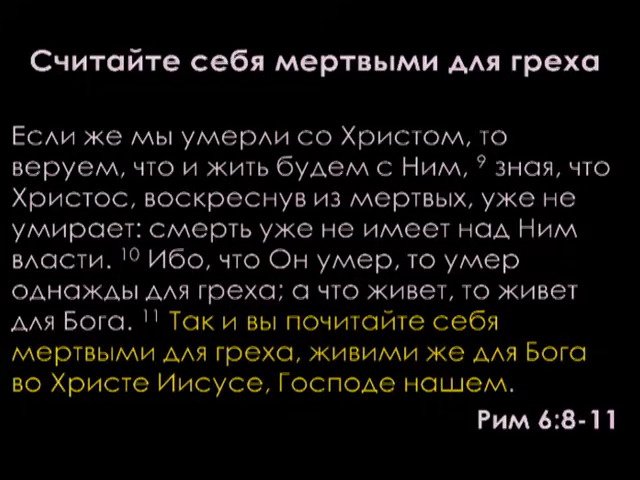 Считайте себя мертвыми для греха
Если же мы умерли со Христом, то
веруем, что и жить будем с Ним, ⁹ зная, что
Христос, воскреснув из мертвых, уже не
умирает: смерть уже не имеет над Ним
власти. ¹⁰ Ибо, что Он умер, то умер
однажды для греха; а что живет, то живет
для Бога. ¹¹ Так и вы почитайте себя
мертвыми для греха, живими же для Бога
во Христе Иисусе, Господе нашем.
Рим 6:8-11